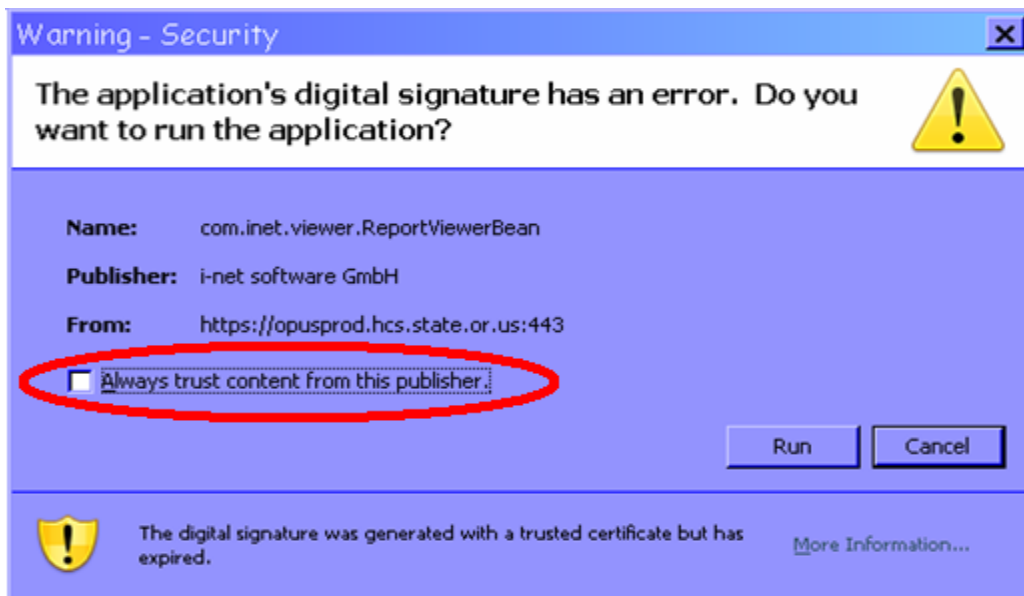 Warning - Security
The application's digital signature has an error. Do you
want to run the application?
Name: com.inet.viewer.ReportViewerBean
Publisher: i-net software GmbH
From: https://opusprod.hcs.state.or.us:443
Always trust content from this publisher.
Run Cancel
The digital signature was generated with a trusted certificate but has
expired.
More Information...